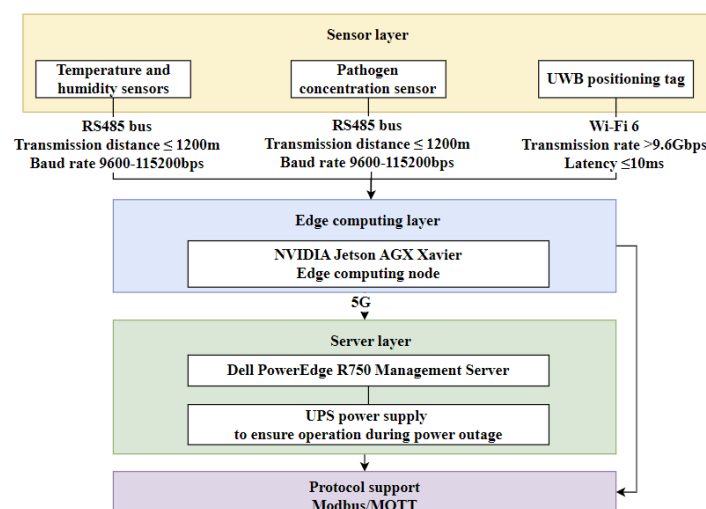 Sensor layer
Temperature and
humidity sensors
Pathogen
concentration sensor
UWB positioning tag
RS485 bus
Transmission distance ≤ 1200m
Baud rate 9600-115200bps
RS485 bus
Transmission distance ≤ 1200m
Baud rate 9600-115200bps
Wi-Fi 6
Transmission rate >9.6Gbps
Latency ≤10ms
Edge computing layer
NVIDIA Jetson AGX Xavier
Edge computing node
5G
Server layer
Dell PowerEdge R750 Management Server
UPS power supply
to ensure operation during power outage
Protocol support
Modbus/MQTT